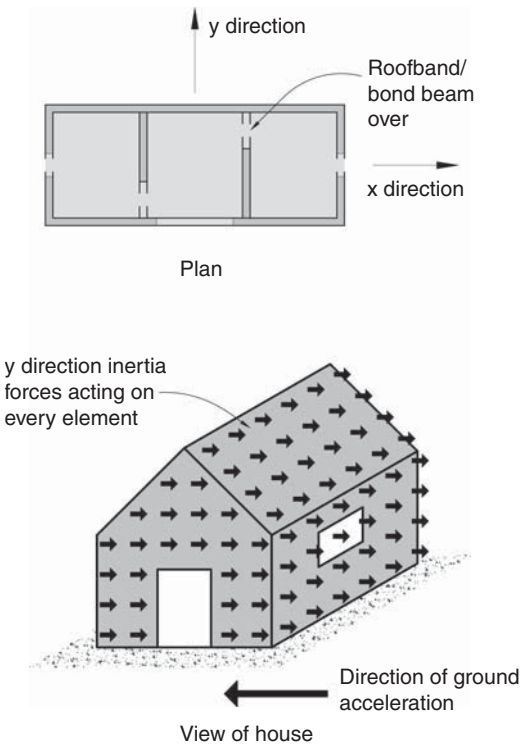 y direction
Roofband/
bond beam
over
x direction
Plan
y direction inertia
forces acting on
every element
Direction of ground
acceleration
View of house